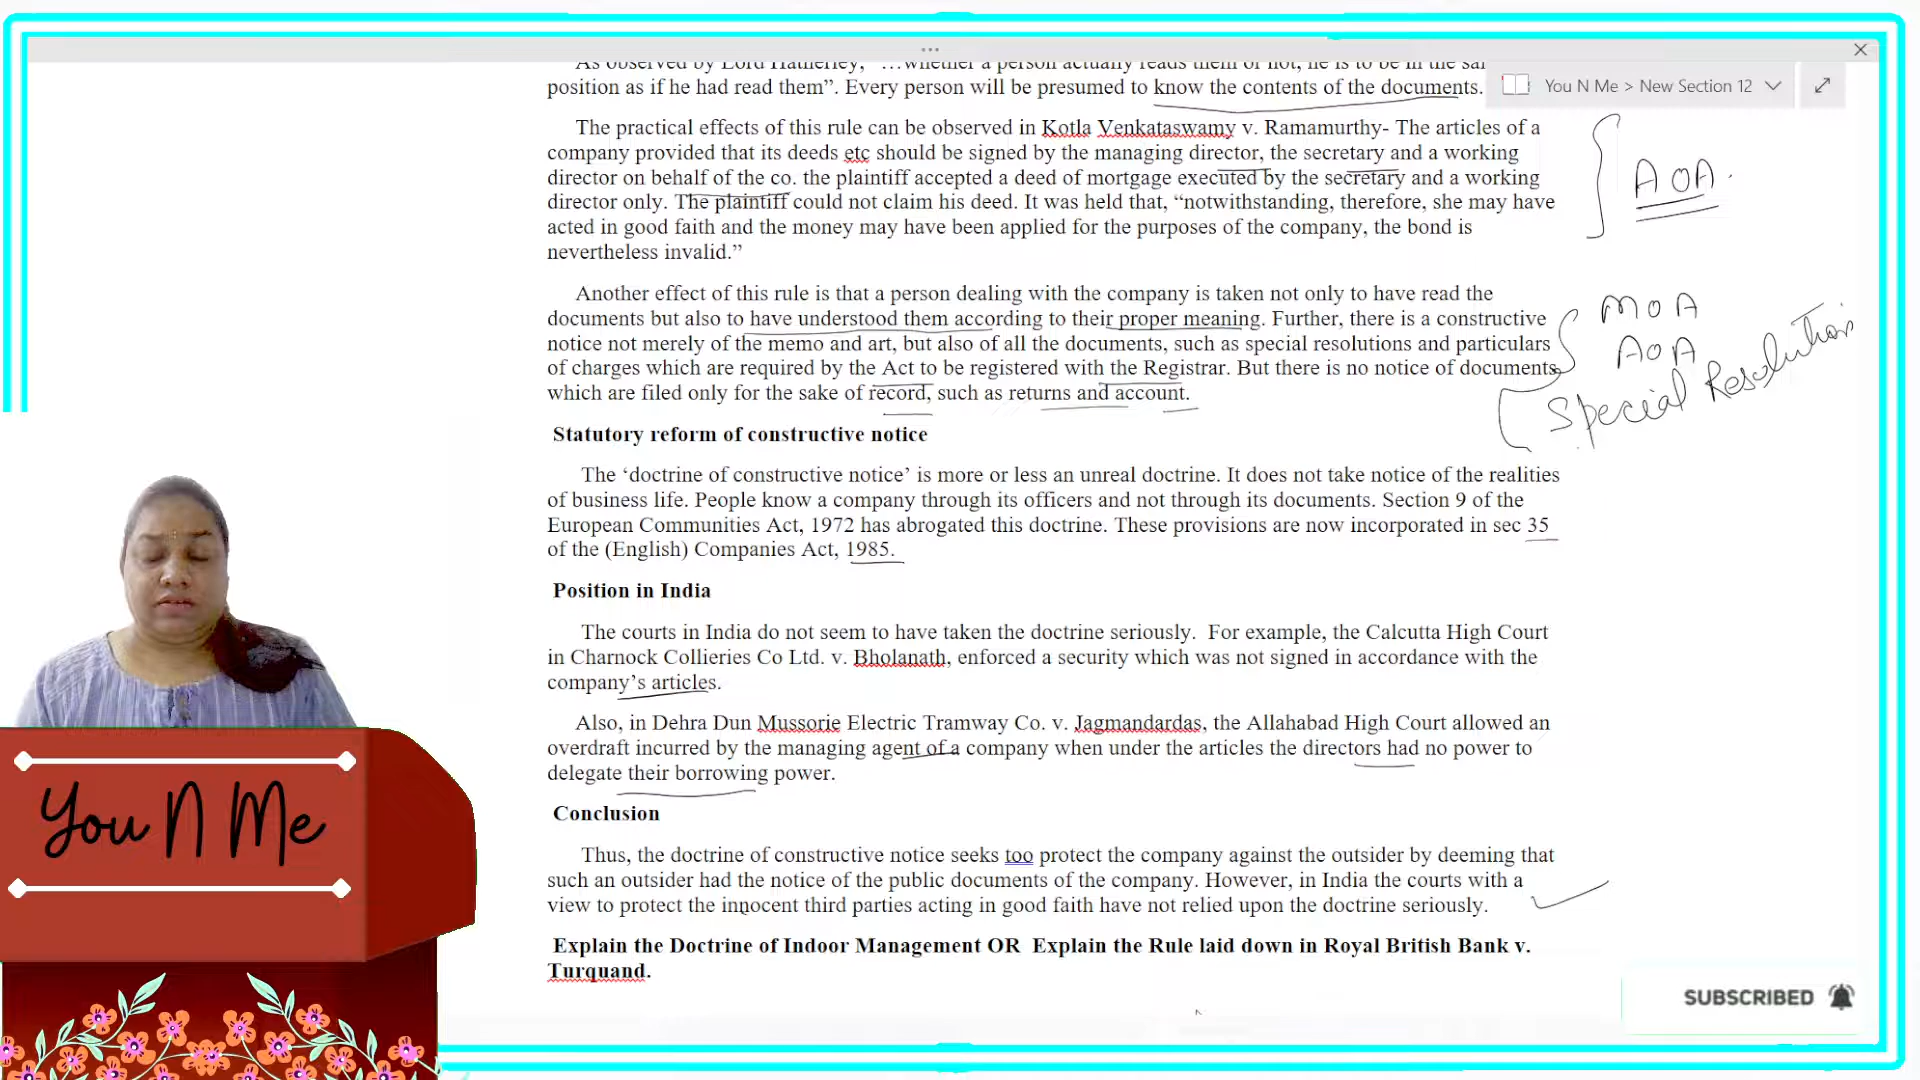 As observed by Lord Hatherley, “…whether a person actually reads them or not, he is to be in the sa
position as if he had read them”. Every person will be presumed to know the contents of the documents.
You N Me > New Section 12
The practical effects of this rule can be observed in Kotla Venkataswamy v. Ramamurthy- The articles of a
company provided that its deeds etc should be signed by the managing director, the secretary and a working
director on behalf of the co. the plaintiff accepted a deed of mortgage executed by the secretary and a working
director only. The plaintiff could not claim his deed. It was held that, “notwithstanding, therefore, she may have
acted in good faith and the money may have been applied for the purposes of the company, the bond is
nevertheless invalid.”
AOA.
Another effect of this rule is that a person dealing with the company is taken not only to have read the
documents but also to have understood them according to their proper meaning. Further, there is a constructive
notice not merely of the memo and art, but also of all the documents, such as special resolutions and particulars
of charges which are required by the Act to be registered with the Registrar. But there is no notice of documents
which are filed only for the sake of record, such as returns and account.
MOA
AOA
Special Resolution
Statutory reform of constructive notice
The ‘doctrine of constructive notice’ is more or less an unreal doctrine. It does not take notice of the realities
of business life. People know a company through its officers and not through its documents. Section 9 of the
European Communities Act, 1972 has abrogated this doctrine. These provisions are now incorporated in sec 35
of the (English) Companies Act, 1985.
Position in India
The courts in India do not seem to have taken the doctrine seriously. For example, the Calcutta High Court
in Charnock Collieries Co Ltd. v. Bholanath, enforced a security which was not signed in accordance with the
company’s articles.
Also, in Dehra Dun Mussorie Electric Tramway Co. v. Jagmandardas, the Allahabad High Court allowed an
overdraft incurred by the managing agent of a company when under the articles the directors had no power to
delegate their borrowing power.
Conclusion
Thus, the doctrine of constructive notice seeks too protect the company against the outsider by deeming that
such an outsider had the notice of the public documents of the company. However, in India the courts with a
view to protect the innocent third parties acting in good faith have not relied upon the doctrine seriously.
Explain the Doctrine of Indoor Management OR Explain the Rule laid down in Royal British Bank v.
Turquand.
You N Me
SUBSCRIBED